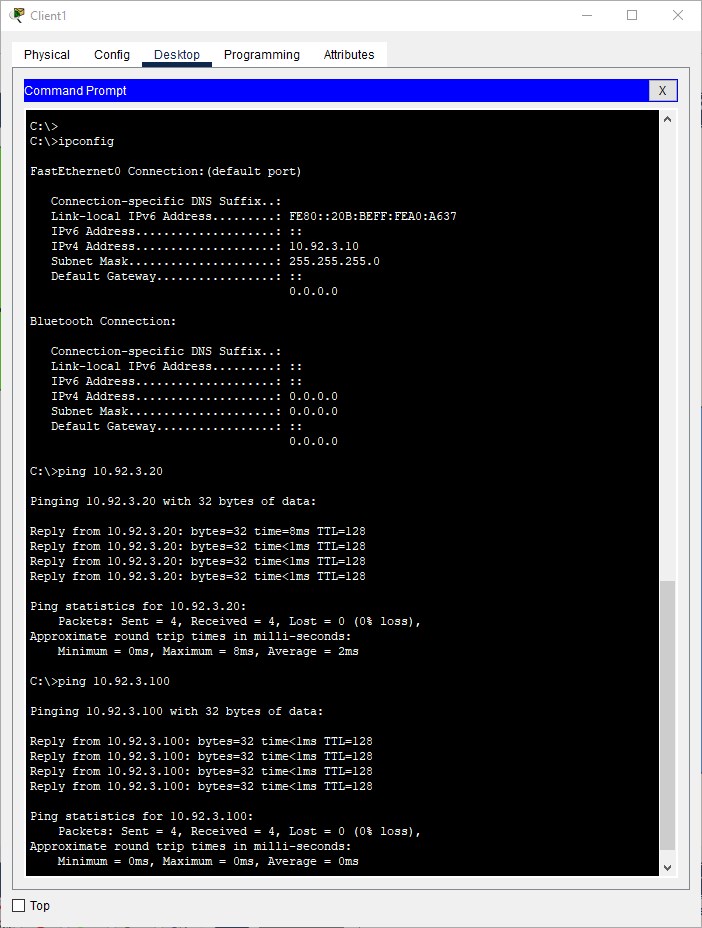 Client1
Physical Config Desktop Programming Attributes
Command Prompt X
C:\>
C:\>ipconfig
FastEthernet0 Connection:(default port)
Connection-specific DNS Suffix..:
Link-local IPv6 Address.........: FE80::20B:BEFF:FEA0:A637
IPv6 Address....................: ::
IPv4 Address....................: 10.92.3.10
Subnet Mask.....................: 255.255.255.0
Default Gateway.................: ::
0.0.0.0
Bluetooth Connection:
Connection-specific DNS Suffix..:
Link-local IPv6 Address.........: ::
IPv6 Address....................: ::
IPv4 Address....................: 0.0.0.0
Subnet Mask.....................: 0.0.0.0
Default Gateway.................: ::
0.0.0.0
C:\>ping 10.92.3.20
Pinging 10.92.3.20 with 32 bytes of data:
Reply from 10.92.3.20: bytes=32 time=8ms TTL=128
Reply from 10.92.3.20: bytes=32 time<1ms TTL=128
Reply from 10.92.3.20: bytes=32 time<1ms TTL=128
Reply from 10.92.3.20: bytes=32 time<1ms TTL=128
Ping statistics for 10.92.3.20:
Packets: Sent = 4, Received = 4, Lost = 0 (0% loss),
Approximate round trip times in milli-seconds:
Minimum = 0ms, Maximum = 8ms, Average = 2ms
C:\>ping 10.92.3.100
Pinging 10.92.3.100 with 32 bytes of data:
Reply from 10.92.3.100: bytes=32 time<1ms TTL=128
Reply from 10.92.3.100: bytes=32 time<1ms TTL=128
Reply from 10.92.3.100: bytes=32 time<1ms TTL=128
Reply from 10.92.3.100: bytes=32 time<1ms TTL=128
Ping statistics for 10.92.3.100:
Packets: Sent = 4, Received = 4, Lost = 0 (0% loss),
Approximate round trip times in milli-seconds:
Minimum = 0ms, Maximum = 0ms, Average = 0ms
Top